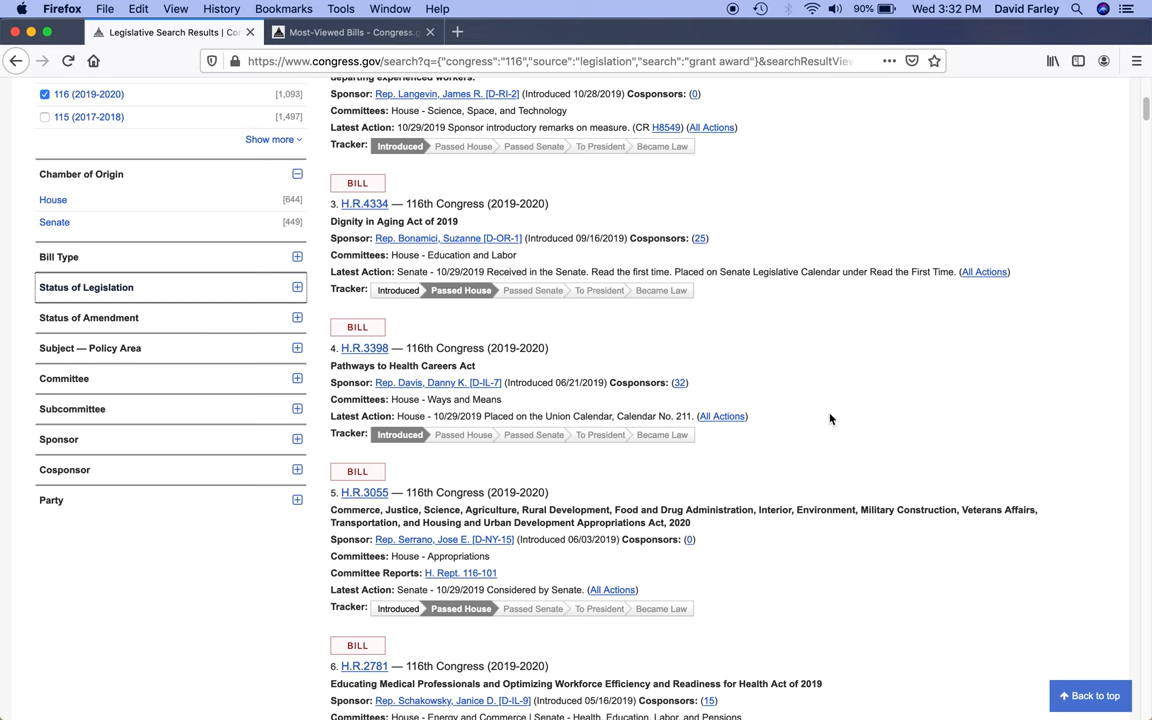 Firefox File Edit View History Bookmarks Tools Window Help 90% Wed 3:32 PM David Farley
Legislative Search Results | Con Most-Viewed Bills - Congress.g
https://www.congress.gov/search?q={"congress":"116","source":"legislation","search":"grant award"}&searchResultView
departing experienced workers.
116 (2019-2020) [1,093]
115 (2017-2018) [1,497]
Show more
Chamber of Origin
House [644]
Senate [449]
Bill Type
Status of Legislation
Status of Amendment
Subject — Policy Area
Committee
Subcommittee
Sponsor
Cosponsor
Party
Sponsor: Rep. Langevin, James R. [D-RI-2] (Introduced 10/28/2019) Cosponsors: (0)
Committees: House - Science, Space, and Technology
Latest Action: 10/29/2019 Sponsor introductory remarks on measure. (CR H8549) (All Actions)
Tracker: Introduced Passed House Passed Senate To President Became Law
BILL
3. H.R.4334 — 116th Congress (2019-2020)
Dignity in Aging Act of 2019
Sponsor: Rep. Bonamici, Suzanne [D-OR-1] (Introduced 09/16/2019) Cosponsors: (25)
Committees: House - Education and Labor
Latest Action: Senate - 10/29/2019 Received in the Senate. Read the first time. Placed on Senate Legislative Calendar under Read the First Time. (All Actions)
Tracker: Introduced Passed House Passed Senate To President Became Law
BILL
4. H.R.3398 — 116th Congress (2019-2020)
Pathways to Health Careers Act
Sponsor: Rep. Davis, Danny K. [D-IL-7] (Introduced 06/21/2019) Cosponsors: (32)
Committees: House - Ways and Means
Latest Action: House - 10/29/2019 Placed on the Union Calendar, Calendar No. 211. (All Actions)
Tracker: Introduced Passed House Passed Senate To President Became Law
BILL
5. H.R.3055 — 116th Congress (2019-2020)
Commerce, Justice, Science, Agriculture, Rural Development, Food and Drug Administration, Interior, Environment, Military Construction, Veterans Affairs,
Transportation, and Housing and Urban Development Appropriations Act, 2020
Sponsor: Rep. Serrano, Jose E. [D-NY-15] (Introduced 06/03/2019) Cosponsors: (0)
Committees: House - Appropriations
Committee Reports: H. Rept. 116-101
Latest Action: Senate - 10/29/2019 Considered by Senate. (All Actions)
Tracker: Introduced Passed House Passed Senate To President Became Law
BILL
6. H.R.2781 — 116th Congress (2019-2020)
Educating Medical Professionals and Optimizing Workforce Efficiency and Readiness for Health Act of 2019
Sponsor: Rep. Schakowsky, Janice D. [D-IL-9] (Introduced 05/16/2019) Cosponsors: (15)
Committees: House - Energy and Commerce | Senate - Health, Education, Labor, and Pensions
Back to top